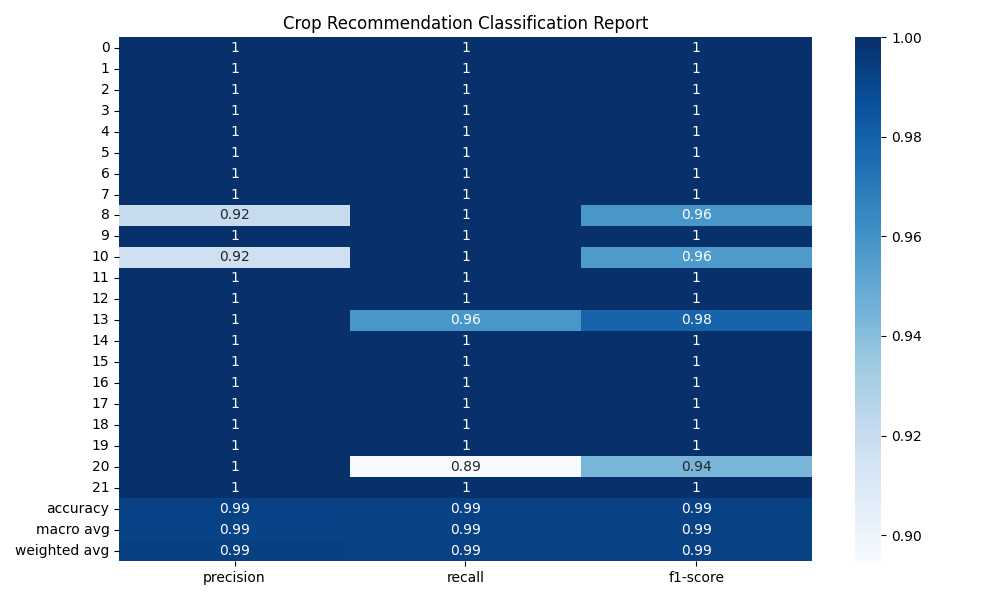 Crop Recommendation Classification Report
0 1 1 1
1 1 1 1
2 1 1 1
3 1 1 1
4 1 1 1
5 1 1 1
6 1 1 1
7 1 1 1
8 0.92 1 0.96
9 1 1 1
10 0.92 1 0.96
11 1 1 1
12 1 1 1
13 1 0.96 0.98
14 1 1 1
15 1 1 1
16 1 1 1
17 1 1 1
18 1 1 1
19 1 1 1
20 1 0.89 0.94
21 1 1 1
accuracy 0.99 0.99 0.99
macro avg 0.99 0.99 0.99
weighted avg 0.99 0.99 0.99
precision recall f1-score
1.00
0.98
0.96
0.94
0.92
0.90